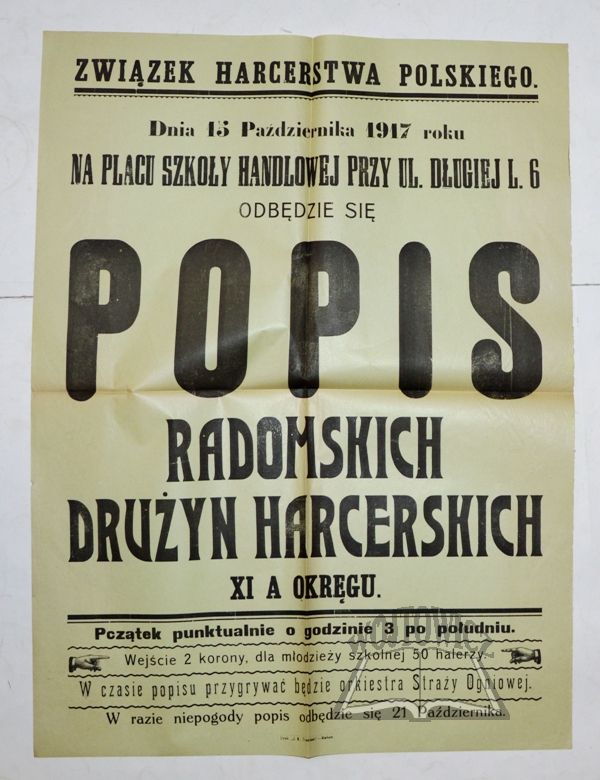 ZWIĄZEK HARCERSTWA POLSKIEGO.
Dnia 15 Października 1917 roku
NA PLACU SZKOŁY HANDLOWEJ PRZY UL. DŁUGIEJ L. 6
ODBĘDZIE SIĘ
POPIS
RADOMSKICH
DRUŻYN HARCERSKICH
XI A OKRĘGU.
Początek punktualnie o godzinie 3 po południu.
Wejście 2 korony, dla młodzieży szkolnej 50 halerzy.
W czasie popisu przygrywać będzie orkiestra Straży Ogniowej.
W razie niepogody popis odbędzie się 21 Października.